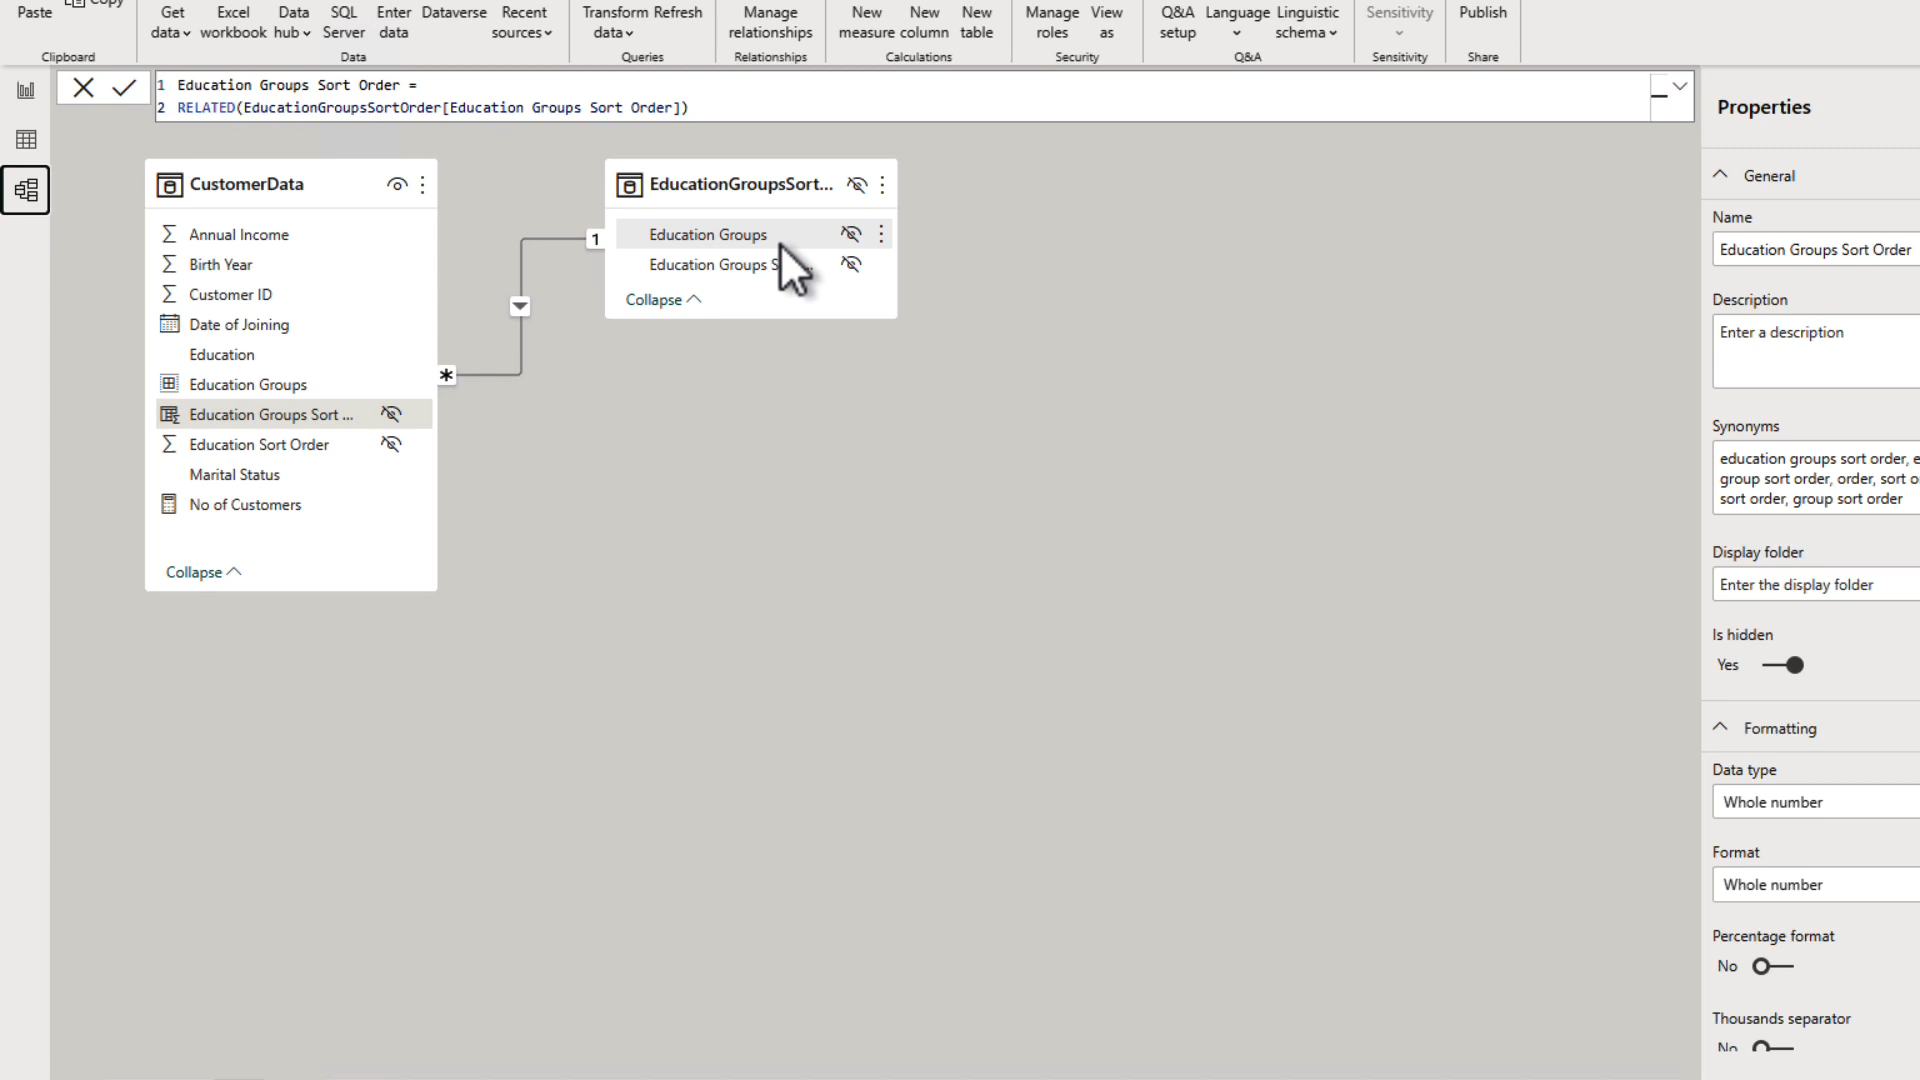 Paste
Copy
Get data
Excel workbook
Data hub
SQL Server
Enter data
Dataverse
Recent sources
Transform data
Refresh
Manage relationships
New measure
New column
New table
Manage roles
View as
Q&A setup
Language
Linguistic schema
Sensitivity
Publish
Clipboard
Data
Queries
Relationships
Calculations
Security
Q&A
Sensitivity
Share
1 Education Groups Sort Order =
2 RELATED(EducationGroupsSortOrder[Education Groups Sort Order])
CustomerData
Annual Income
Birth Year
Customer ID
Date of Joining
Education
Education Groups
Education Groups Sort ...
Education Sort Order
Marital Status
No of Customers
Collapse
*
1
EducationGroupsSort...
Education Groups
Education Groups S
Collapse
Properties
General
Name
Education Groups Sort Order
Description
Enter a description
Synonyms
education groups sort order, e
group sort order, order, sort o
sort order, group sort order
Display folder
Enter the display folder
Is hidden
Yes
Formatting
Data type
Whole number
Format
Whole number
Percentage format
No
Thousands separator
No